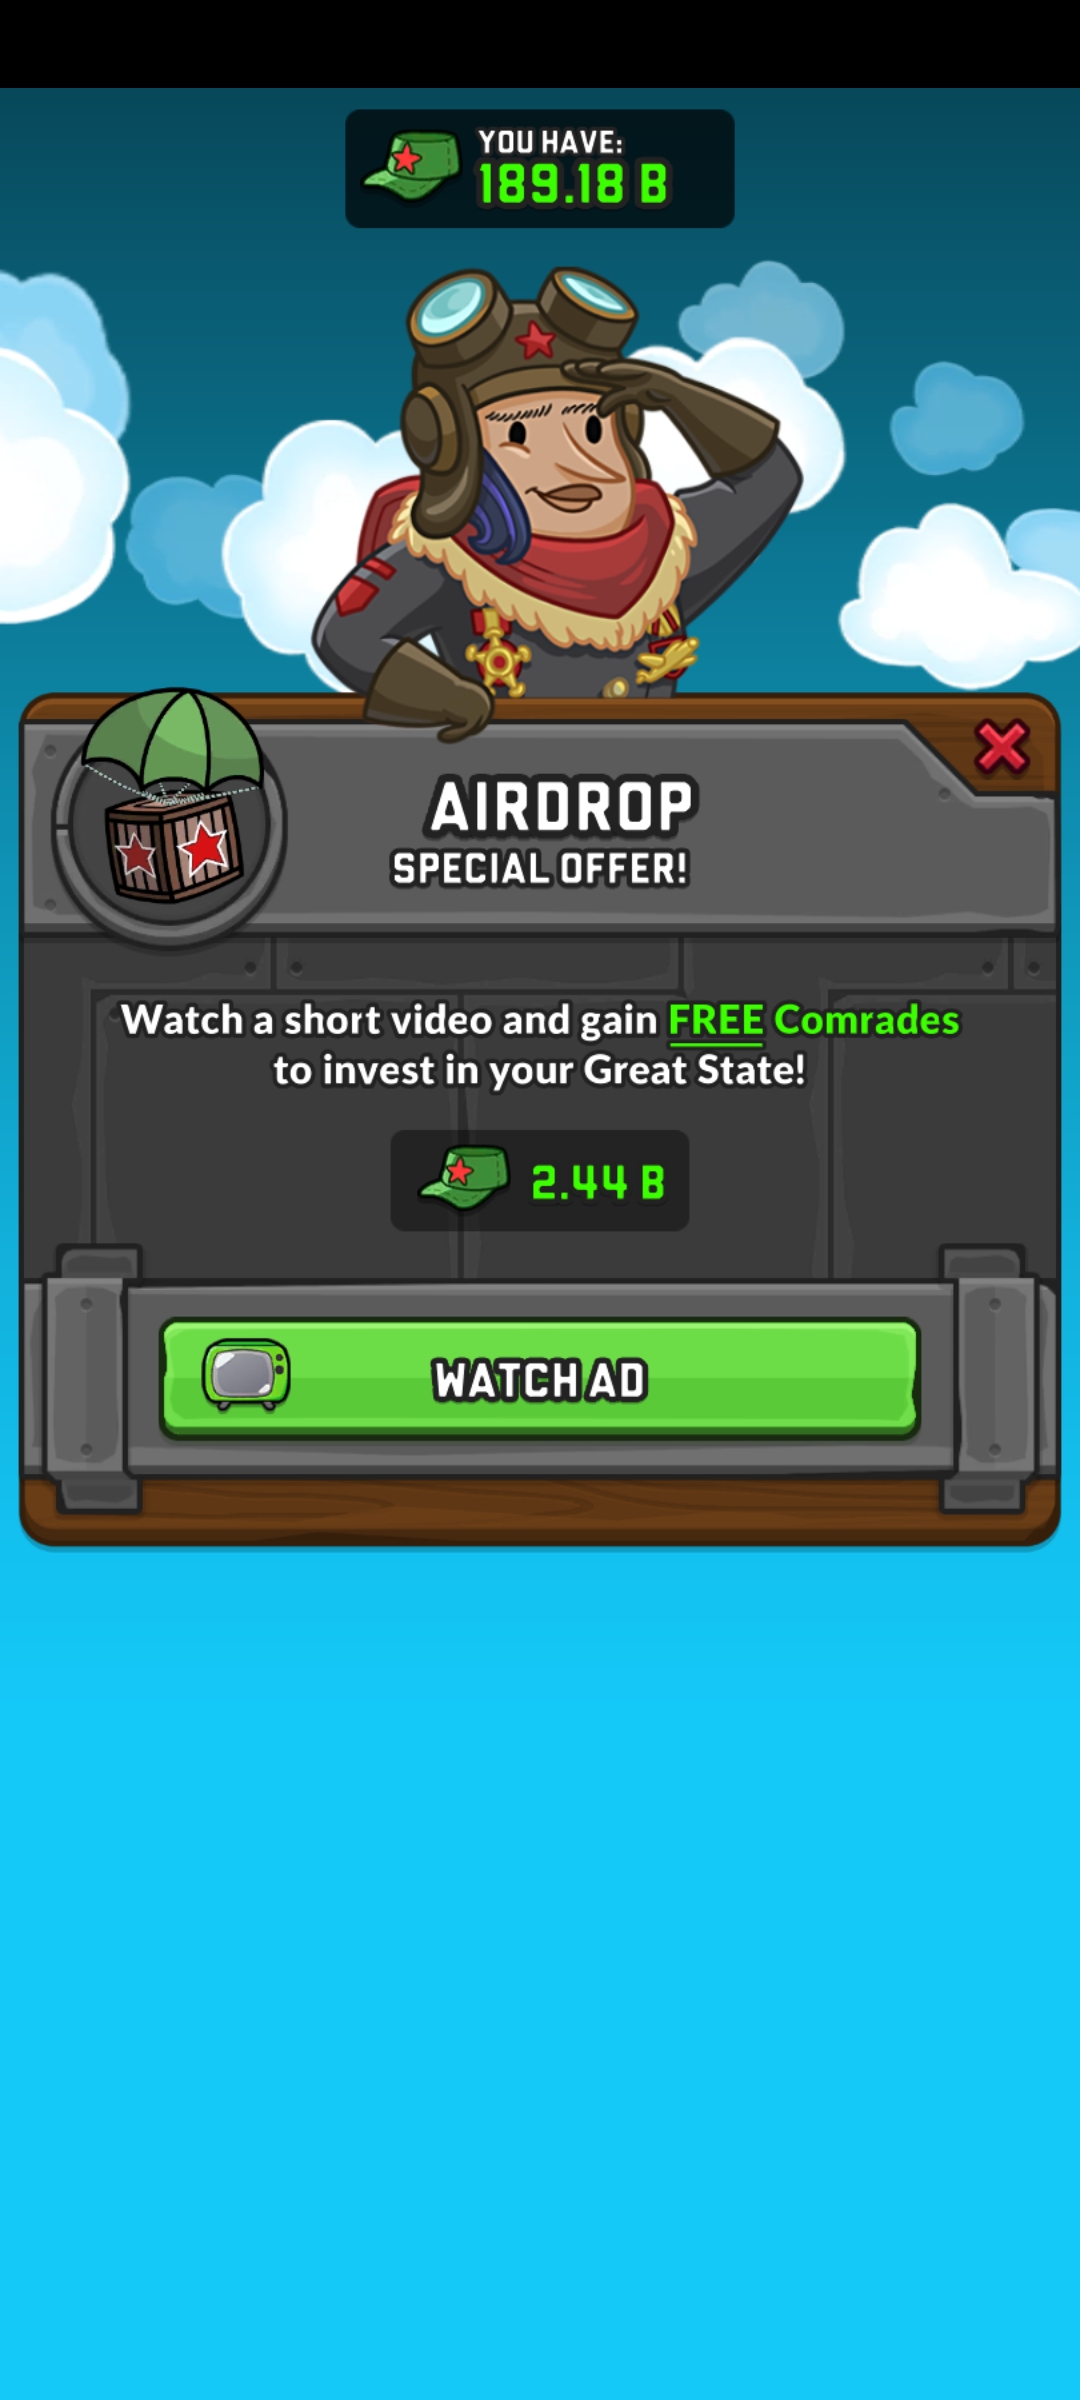 YOU HAVE:
189.18 B
AIRDROP
SPECIAL OFFER!
Watch a short video and gain FREE Comrades
to invest in your Great State!
2.44 B
WATCH AD